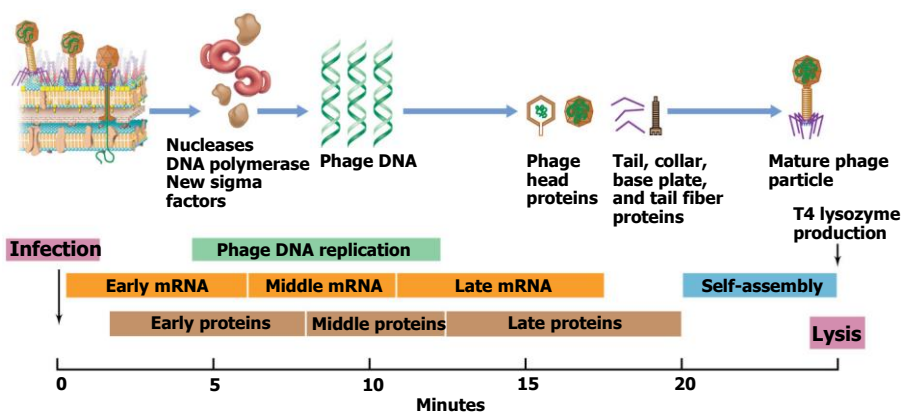 Nucleases
DNA polymerase
New sigma
factors
Phage DNA
Phage
head
proteins
Tail, collar,
base plate,
and tail fiber
proteins
Mature phage
particle
T4 lysozyme
production
Infection
Phage DNA replication
Early mRNA
Middle mRNA
Late mRNA
Self-assembly
Early proteins
Middle proteins
Late proteins
Lysis
0
5
10
15
20
Minutes